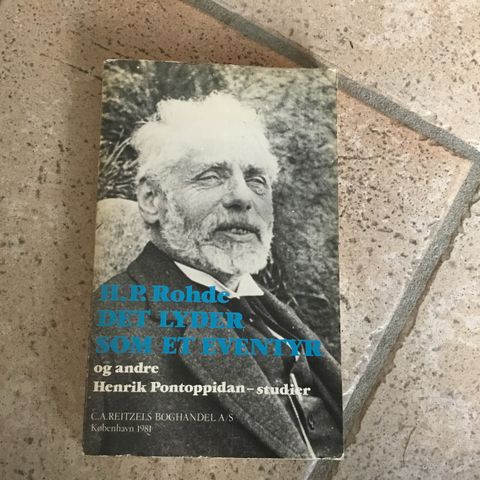 H.P. Rohde
DET LYDER
SOM ET EVENTYR
og andre
Henrik Pontoppidan – studier
C.A. REITZELS BOGHANDEL A/S
København 1981